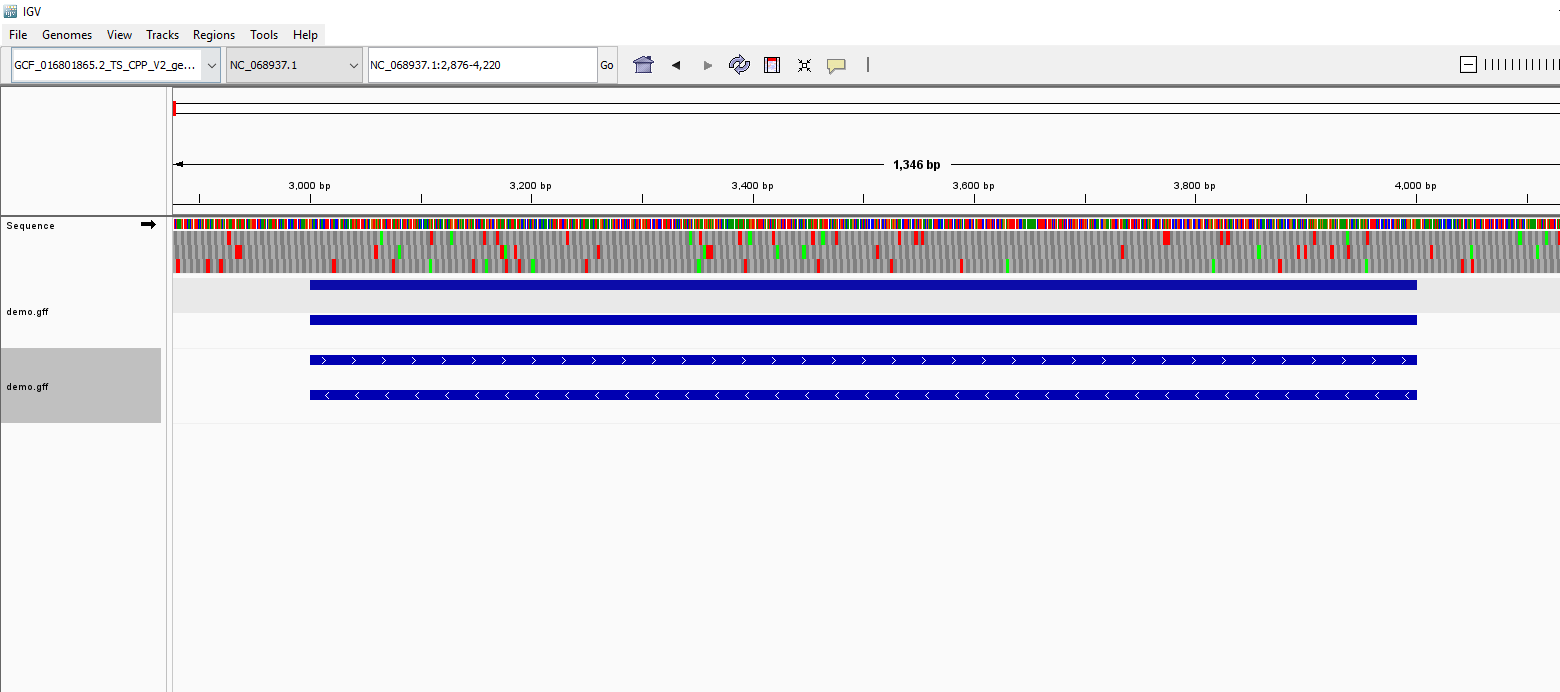 IGV
File Genomes View Tracks Regions Tools Help
GCF_016801865.2_TS_CPP_V2_ge... NC_068937.1 NC_068937.1:2,876-4,220 Go
1,346 bp
3,000 bp 3,200 bp 3,400 bp 3,600 bp 3,800 bp 4,000 bp
Sequence
demo.gff
demo.gff